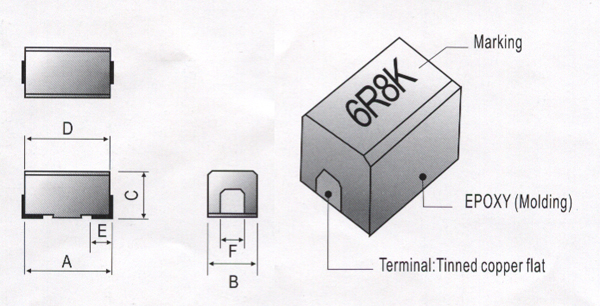 Marking
6R8K
D
C
E
A
F
B
EPOXY (Molding)
Terminal:Tinned copper flat